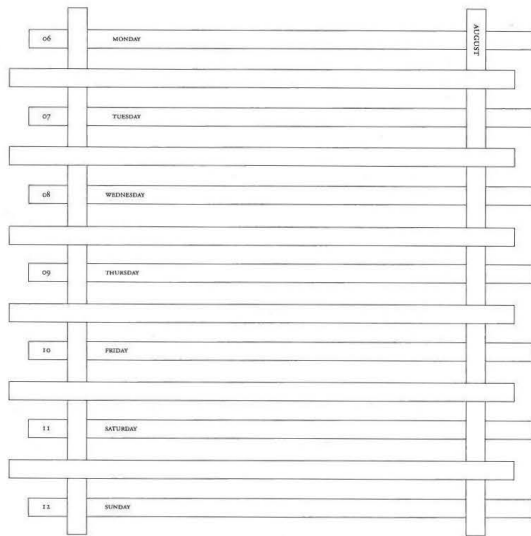 AUGUST
06 MONDAY
07 TUESDAY
08 WEDNESDAY
09 THURSDAY
10 FRIDAY
11 SATURDAY
12 SUNDAY